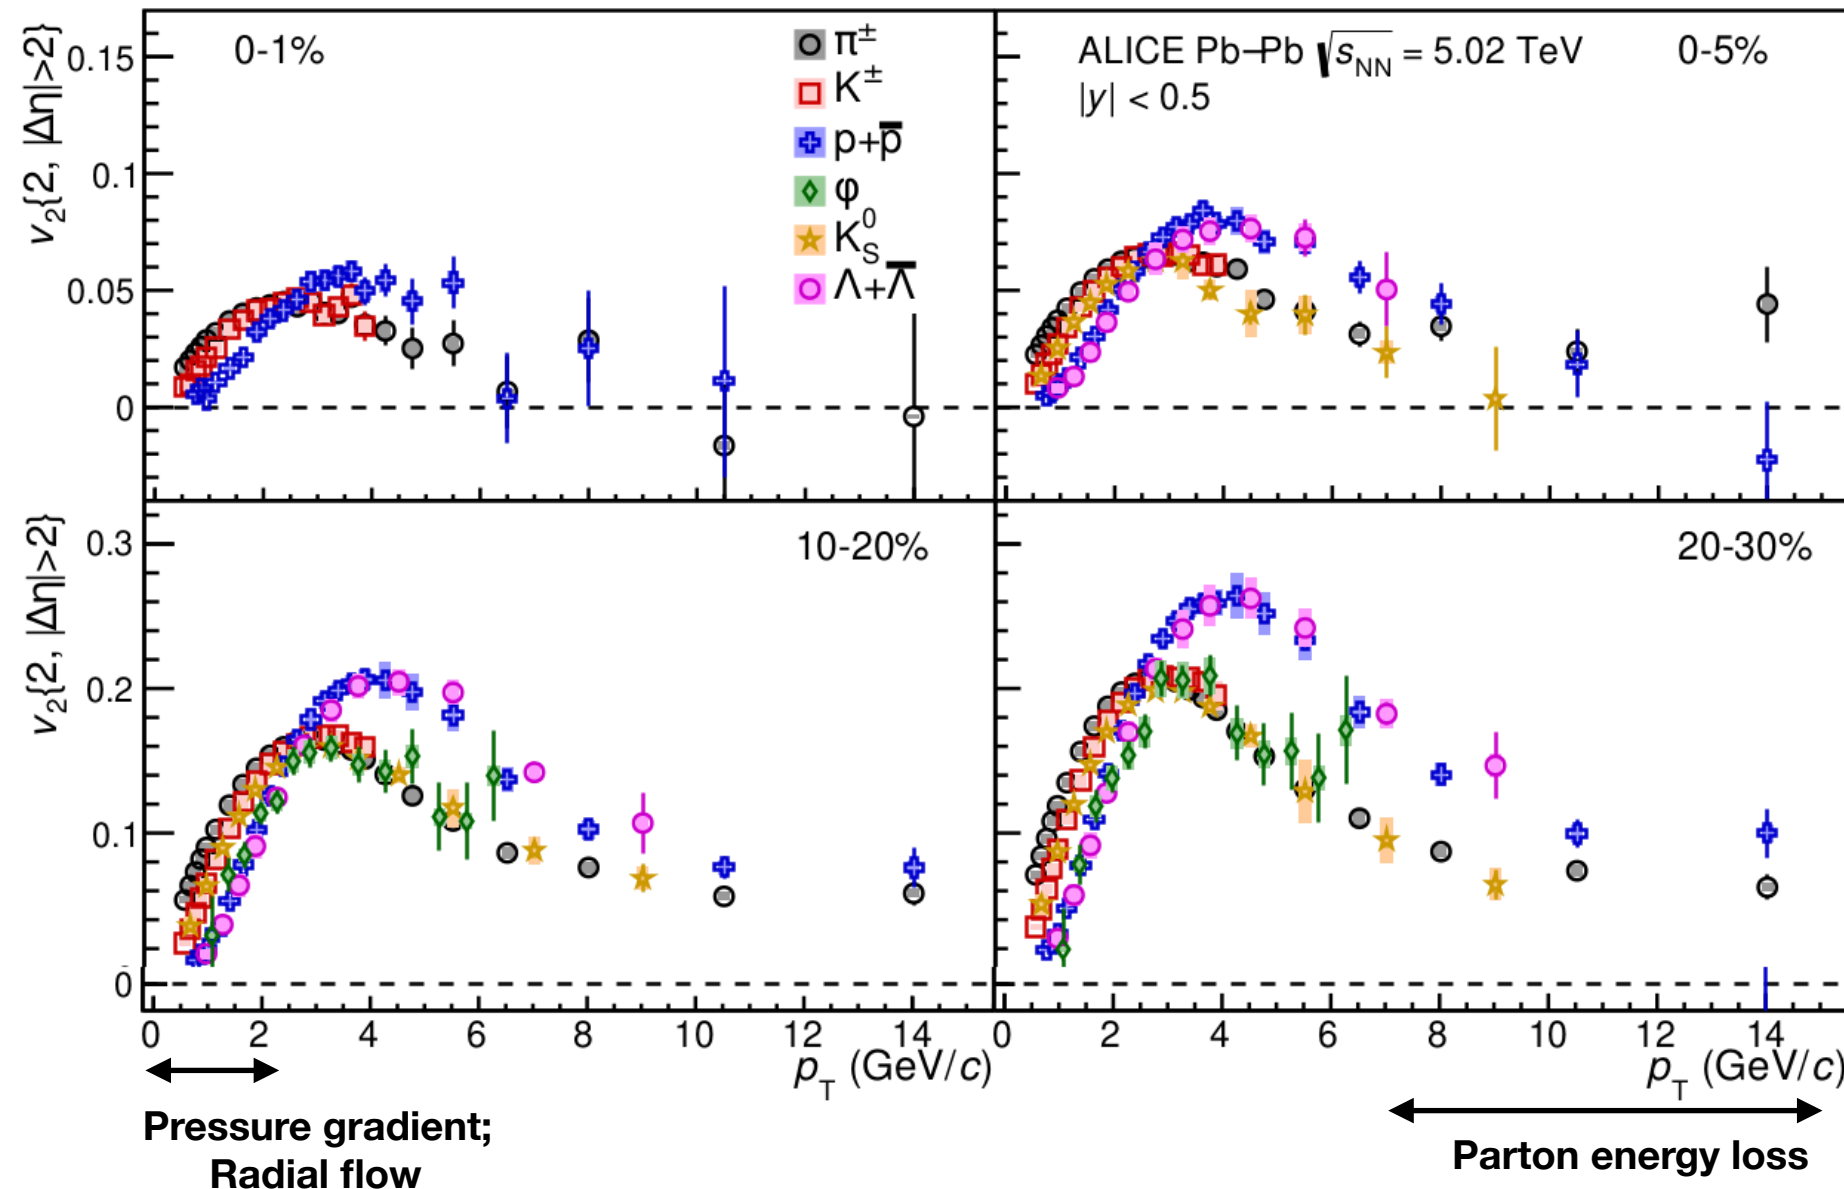 0-1%
π±
K±
p+p̅
φ
K⁰S
Λ+Λ̅
ALICE Pb–Pb √sNN = 5.02 TeV
|y| < 0.5
0-5%
v₂{2, |Δη|>2}
0.15
0.1
0.05
0
10-20%
20-30%
v₂{2, |Δη|>2}
0.3
0.2
0.1
0
0 2 4 6 8 10 12 14
0 2 4 6 8 10 12 14
pT (GeV/c)
pT (GeV/c)
Pressure gradient;
Radial flow
Parton energy loss